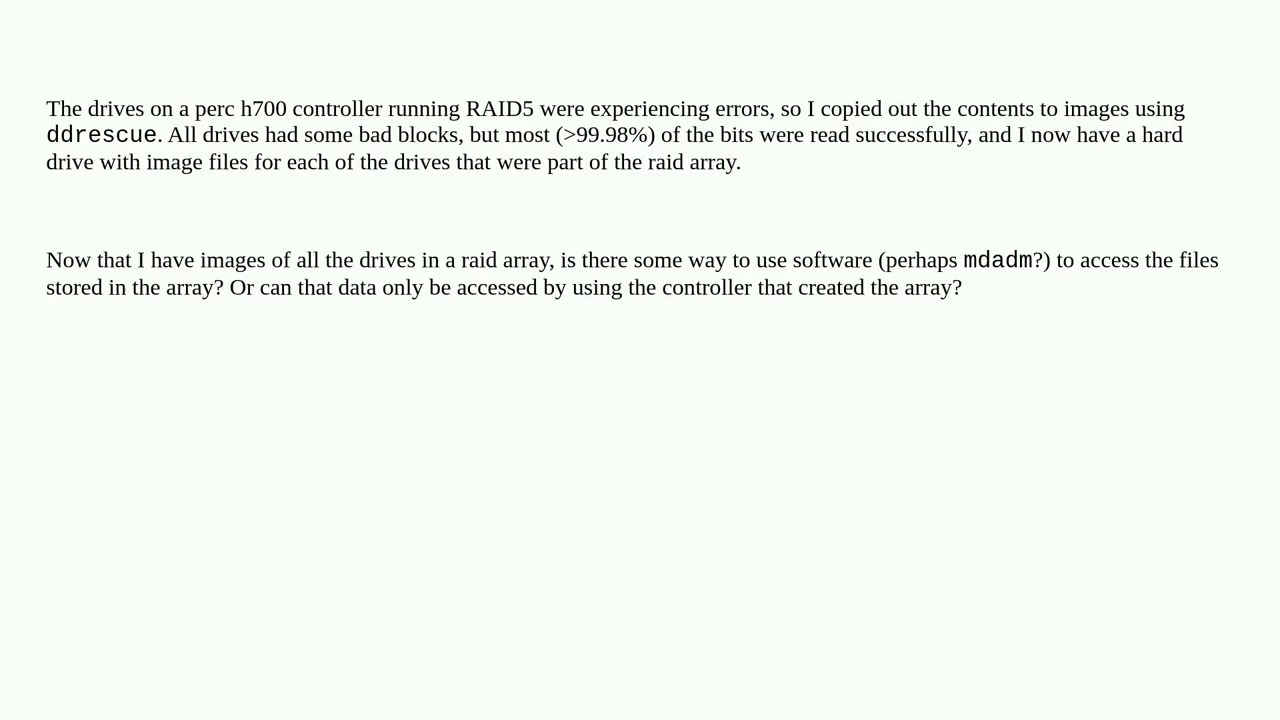 The drives on a perc h700 controller running RAID5 were experiencing errors, so I copied out the contents to images using
ddrescue. All drives had some bad blocks, but most (>99.98%) of the bits were read successfully, and I now have a hard
drive with image files for each of the drives that were part of the raid array.
Now that I have images of all the drives in a raid array, is there some way to use software (perhaps mdadm?) to access the files
stored in the array? Or can that data only be accessed by using the controller that created the array?